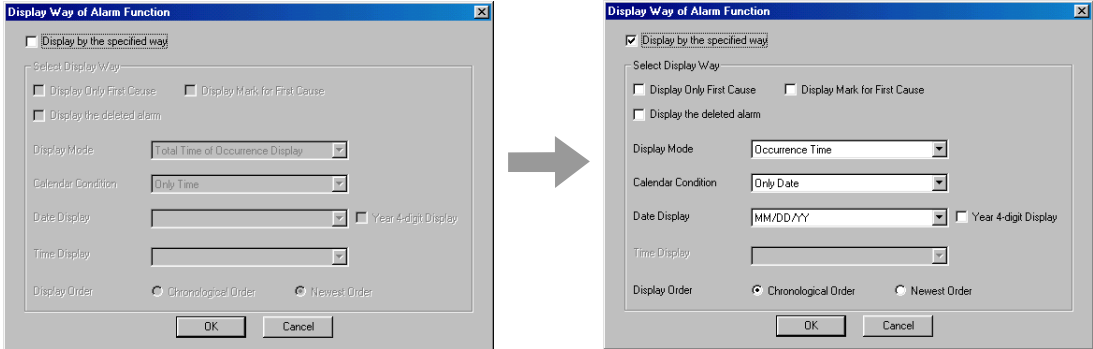 Display Way of Alarm Function
Display by the specified way
Select Display Way
Display Only First Cause Display Mark for First Cause
Display the deleted alarm
Display Mode Total Time of Occurrence Display
Calendar Condition Only Time
Date Display Year 4-digit Display
Time Display
Display Order Chronological Order Newest Order
OK Cancel
Display Way of Alarm Function
Display by the specified way
Select Display Way
Display Only First Cause Display Mark for First Cause
Display the deleted alarm
Display Mode Occurrence Time
Calendar Condition Only Date
Date Display MM/DD/YY Year 4-digit Display
Time Display
Display Order Chronological Order Newest Order
OK Cancel